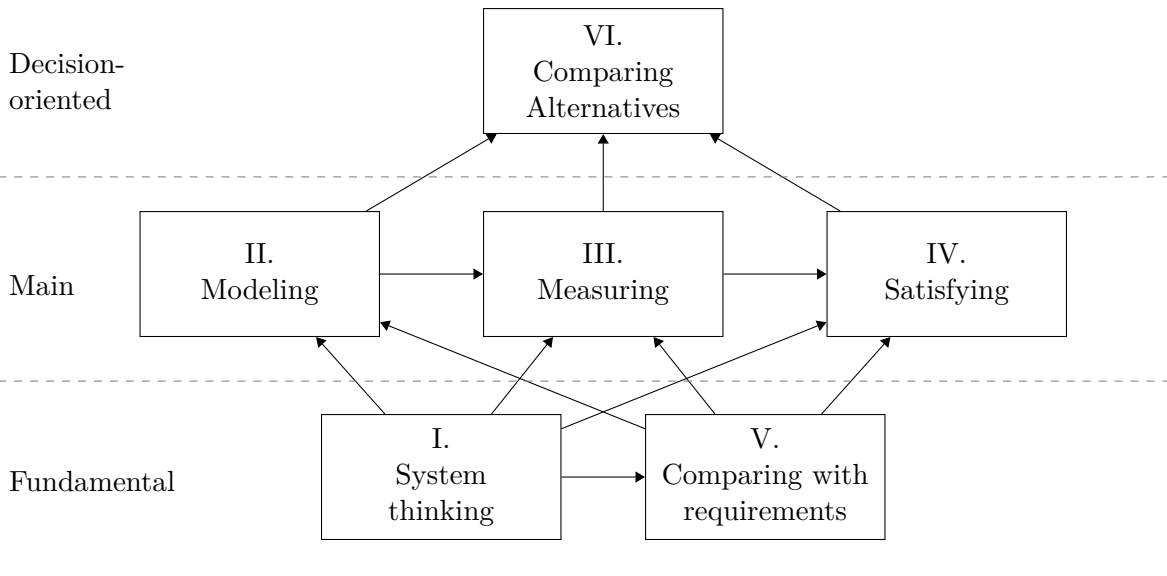 Decision-
oriented
VI.
Comparing
Alternatives
Main
II.
Modeling
III.
Measuring
IV.
Satisfying
Fundamental
I.
System
thinking
V.
Comparing with
requirements